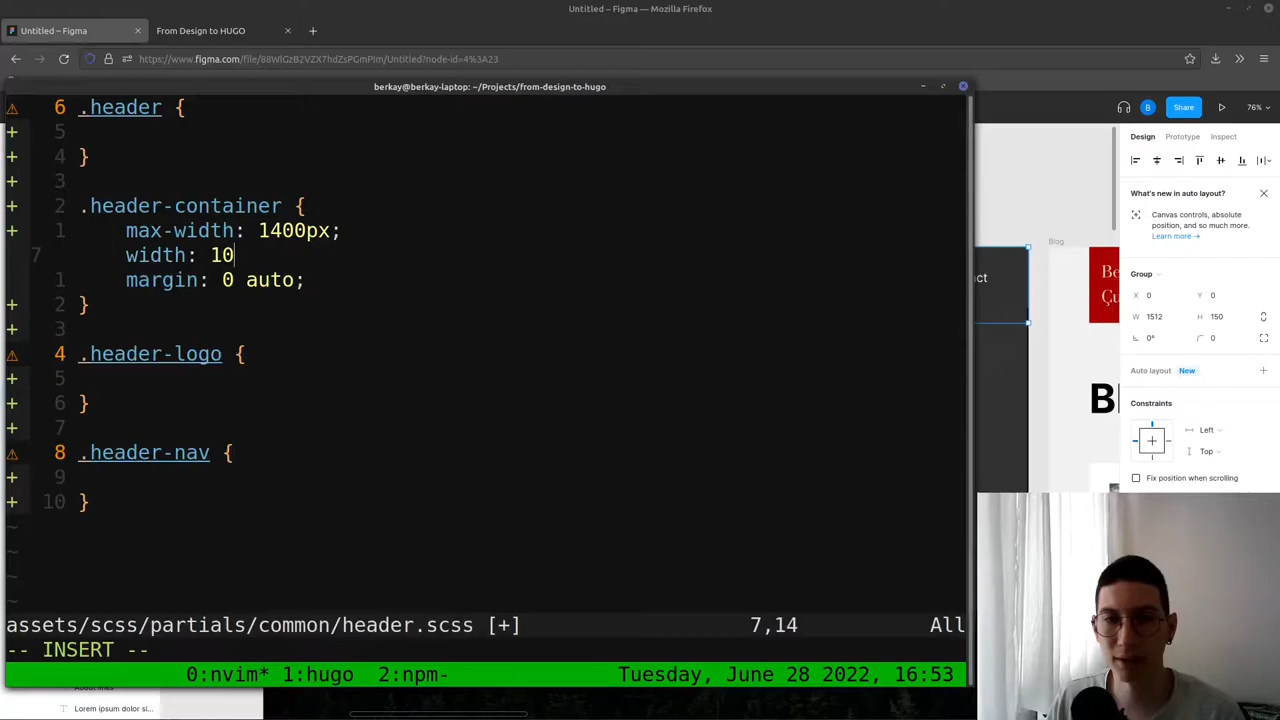 Untitled – Figma — Mozilla Firefox
Untitled – Figma
From Design to HUGO
https://www.figma.com/file/88WlGzB2VZX7hdZsPGmPIm/Untitled?node-id=4%3A23
berkay@berkay-laptop: ~/Projects/from-design-to-hugo
B
Share
76%
6 .header {
5
4 }
3
2 .header-container {
1 max-width: 1400px;
7 width: 10
1 margin: 0 auto;
2 }
3
4 .header-logo {
5
6 }
7
8 .header-nav {
9
10 }
~
~
~
~
assets/scss/partials/common/header.scss [+] 7,14 All
-- INSERT --
0:nvim* 1:hugo 2:npm- Tuesday, June 28 2022, 16:53
Lorem ipsum dolor si...
Blog
Be
Çu
B
Design Prototype Inspect
What's new in auto layout?
Canvas controls, absolute
position, and so much more.
Learn more →
Group
X 0 Y 0
W 1512 H 150
0° 0
Auto layout New
Constraints
Left
Top
Fix position when scrolling